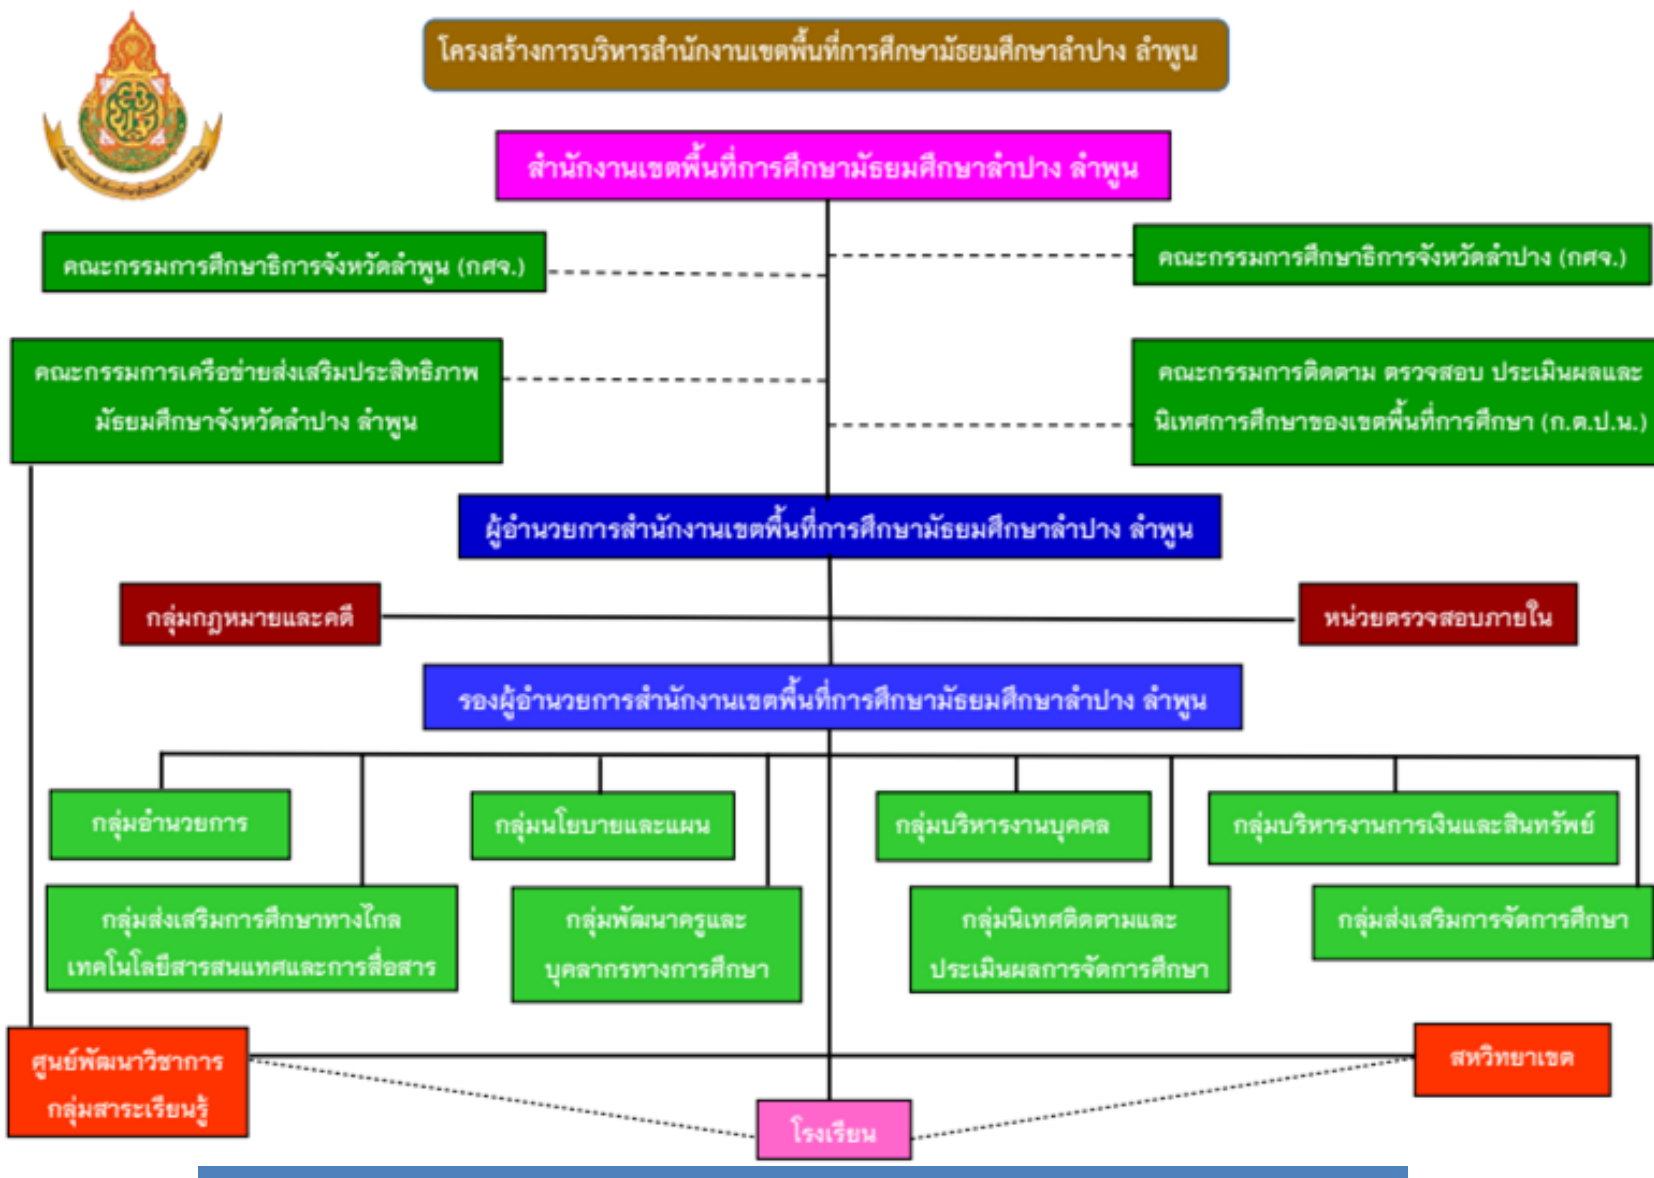 โครงสร้างการบริหารสำนักงานเขตพื้นที่การศึกษามัธยมศึกษาลำปาง ลำพูน
สำนักงานเขตพื้นที่การศึกษามัธยมศึกษาลำปาง ลำพูน
คณะกรรมการศึกษาธิการจังหวัดลำพูน (กศจ.)
คณะกรรมการศึกษาธิการจังหวัดลำปาง (กศจ.)
คณะกรรมการเครือข่ายส่งเสริมประสิทธิภาพ
มัธยมศึกษาจังหวัดลำปาง ลำพูน
คณะกรรมการติดตาม ตรวจสอบ ประเมินผลและ
นิเทศการศึกษาของเขตพื้นที่การศึกษา (ก.ต.ป.น.)
ผู้อำนวยการสำนักงานเขตพื้นที่การศึกษามัธยมศึกษาลำปาง ลำพูน
กลุ่มกฎหมายและคดี
หน่วยตรวจสอบภายใน
รองผู้อำนวยการสำนักงานเขตพื้นที่การศึกษามัธยมศึกษาลำปาง ลำพูน
กลุ่มอำนวยการ
กลุ่มนโยบายและแผน
กลุ่มบริหารงานบุคคล
กลุ่มบริหารงานการเงินและสินทรัพย์
กลุ่มส่งเสริมการศึกษาทางไกล
เทคโนโลยีสารสนแทศและการสื่อสาร
กลุ่มพัฒนาครูและ
บุคลากรทางการศึกษา
กลุ่มนิเทศติดตามและ
ประเมินผลการจัดการศึกษา
กลุ่มส่งเสริมการจัดการศึกษา
ศูนย์พัฒนาวิชาการ
กลุ่มสาระเรียนรู้
สหวิทยาเขต
โรงเรียน